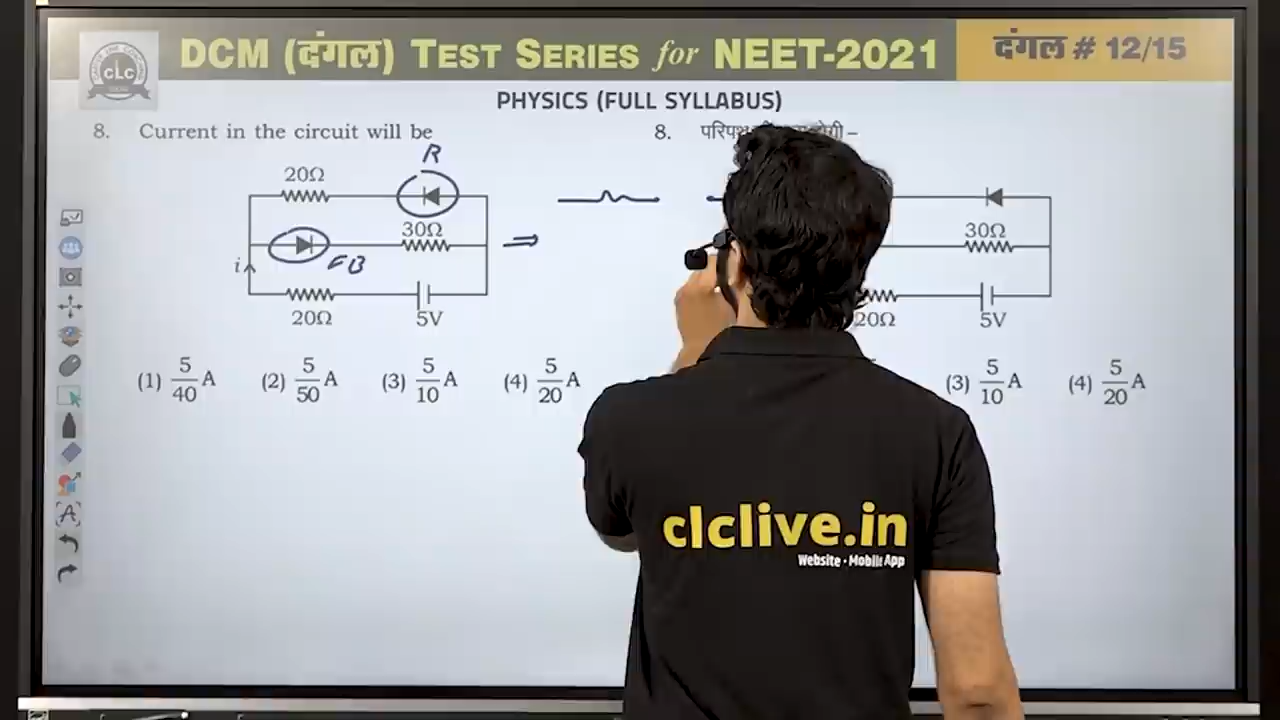 DCM (दंगल) TEST SERIES for NEET-2021
दंगल # 12/15
CLC
PHYSICS (FULL SYLLABUS)
8. Current in the circuit will be
R
20Ω
30Ω
FB
i
20Ω
5V
(1) 5/40 A (2) 5/50 A (3) 5/10 A (4) 5/20 A
8.
30Ω
20Ω
5V
(3) 5/10 A (4) 5/20 A
A
clclive.in
Website · Mobile App